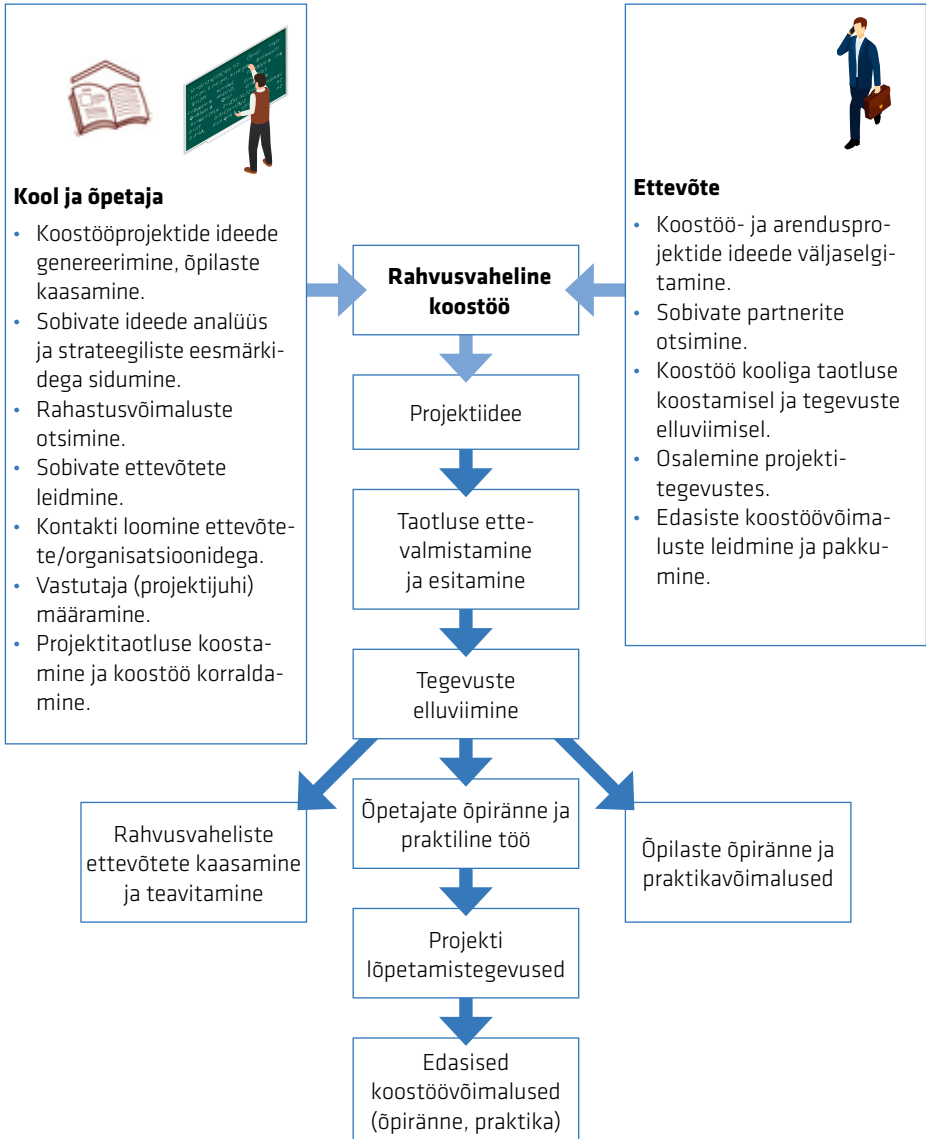 Kool ja õpetaja
• Koostööprojektide ideede
genereerimine, õpilaste
kaasamine.
• Sobivate ideede analüüs
ja strateegiliste eesmärki-
dega sidumine.
• Rahastusvõimaluste
otsimine.
• Sobivate ettevõtete
leidmine.
• Kontakti loomine ettevõte-
te/organisatsioonidega.
• Vastutaja (projektijuhi)
määramine.
• Projektitaotluse koosta-
mine ja koostöö korralda-
mine.
Ettevõte
• Koostöö- ja arenduspro-
jektide ideede väljaselgi-
tamine.
• Sobivate partnerite
otsimine.
• Koostöö kooliga taotluse
koostamisel ja tegevuste
elluviimisel.
• Osalemine projekti-
tegevustes.
• Edasiste koostöövõima-
luste leidmine ja pakku-
mine.
Rahvusvaheline
koostöö
Projektiidee
Taotluse ette-
valmistamine
ja esitamine
Tegevuste
elluviimine
Rahvusvaheliste
ettevõtete kaasamine
ja teavitamine
Õpetajate õpiränne ja
praktiline töö
Õpilaste õpiränne ja
praktikavõimalused
Projekti
lõpetamistegevused
Edasised
koostöövõimalused
(õpiränne, praktika)